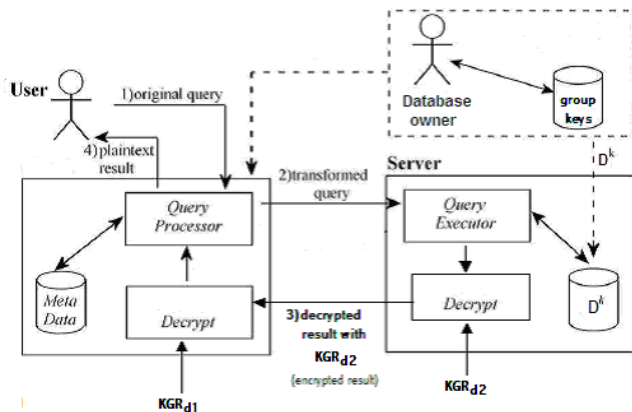 User
1)original query
4)plaintext
result
Database
owner
group
keys
D^k
Server
2)transformed
query
Query
Processor
Query
Executor
Meta
Data
Decrypt
3)decrypted
result with
KGR_d2
(encrypted result)
Decrypt
D^k
KGR_d1
KGR_d2